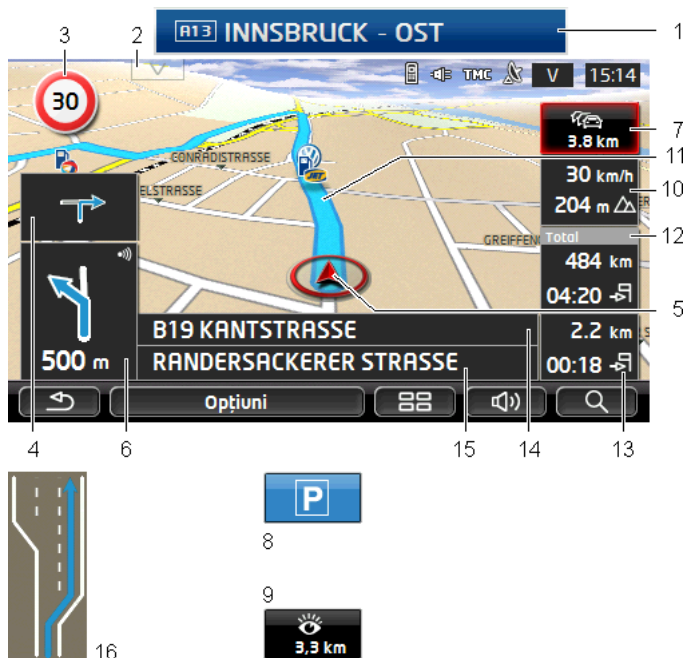 A13 INNSBRUCK - OST
1
3
2
TMC
V
15:14
30
3.8 km
7
CONRADISTRASSE
11
JET
30 km/h
10
204 m
ELSTRASSE
GREIFFEN
Total
12
484 km
04:20
5
500 m
B19 KANTSTRASSE
2.2 km
RANDERSACKERER STRASSE
00:18
Opțiuni
4
6
15
14
13
P
8
9
3,3 km
16